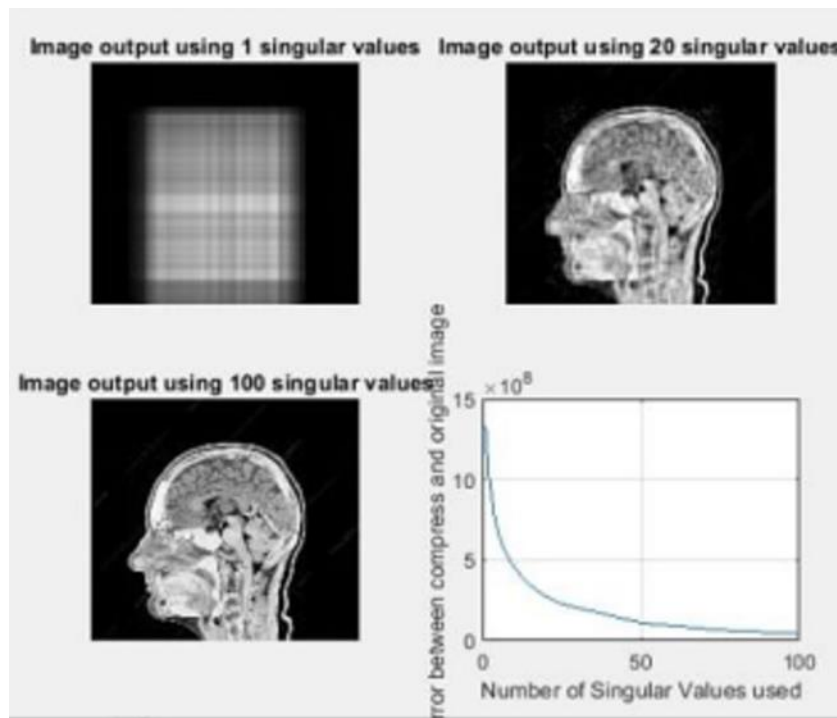 Image output using 1 singular values
Image output using 20 singular values
Image output using 100 singular values
between compress and original image
×10⁸
15
10
5
0
0 50 100
Number of Singular Values used